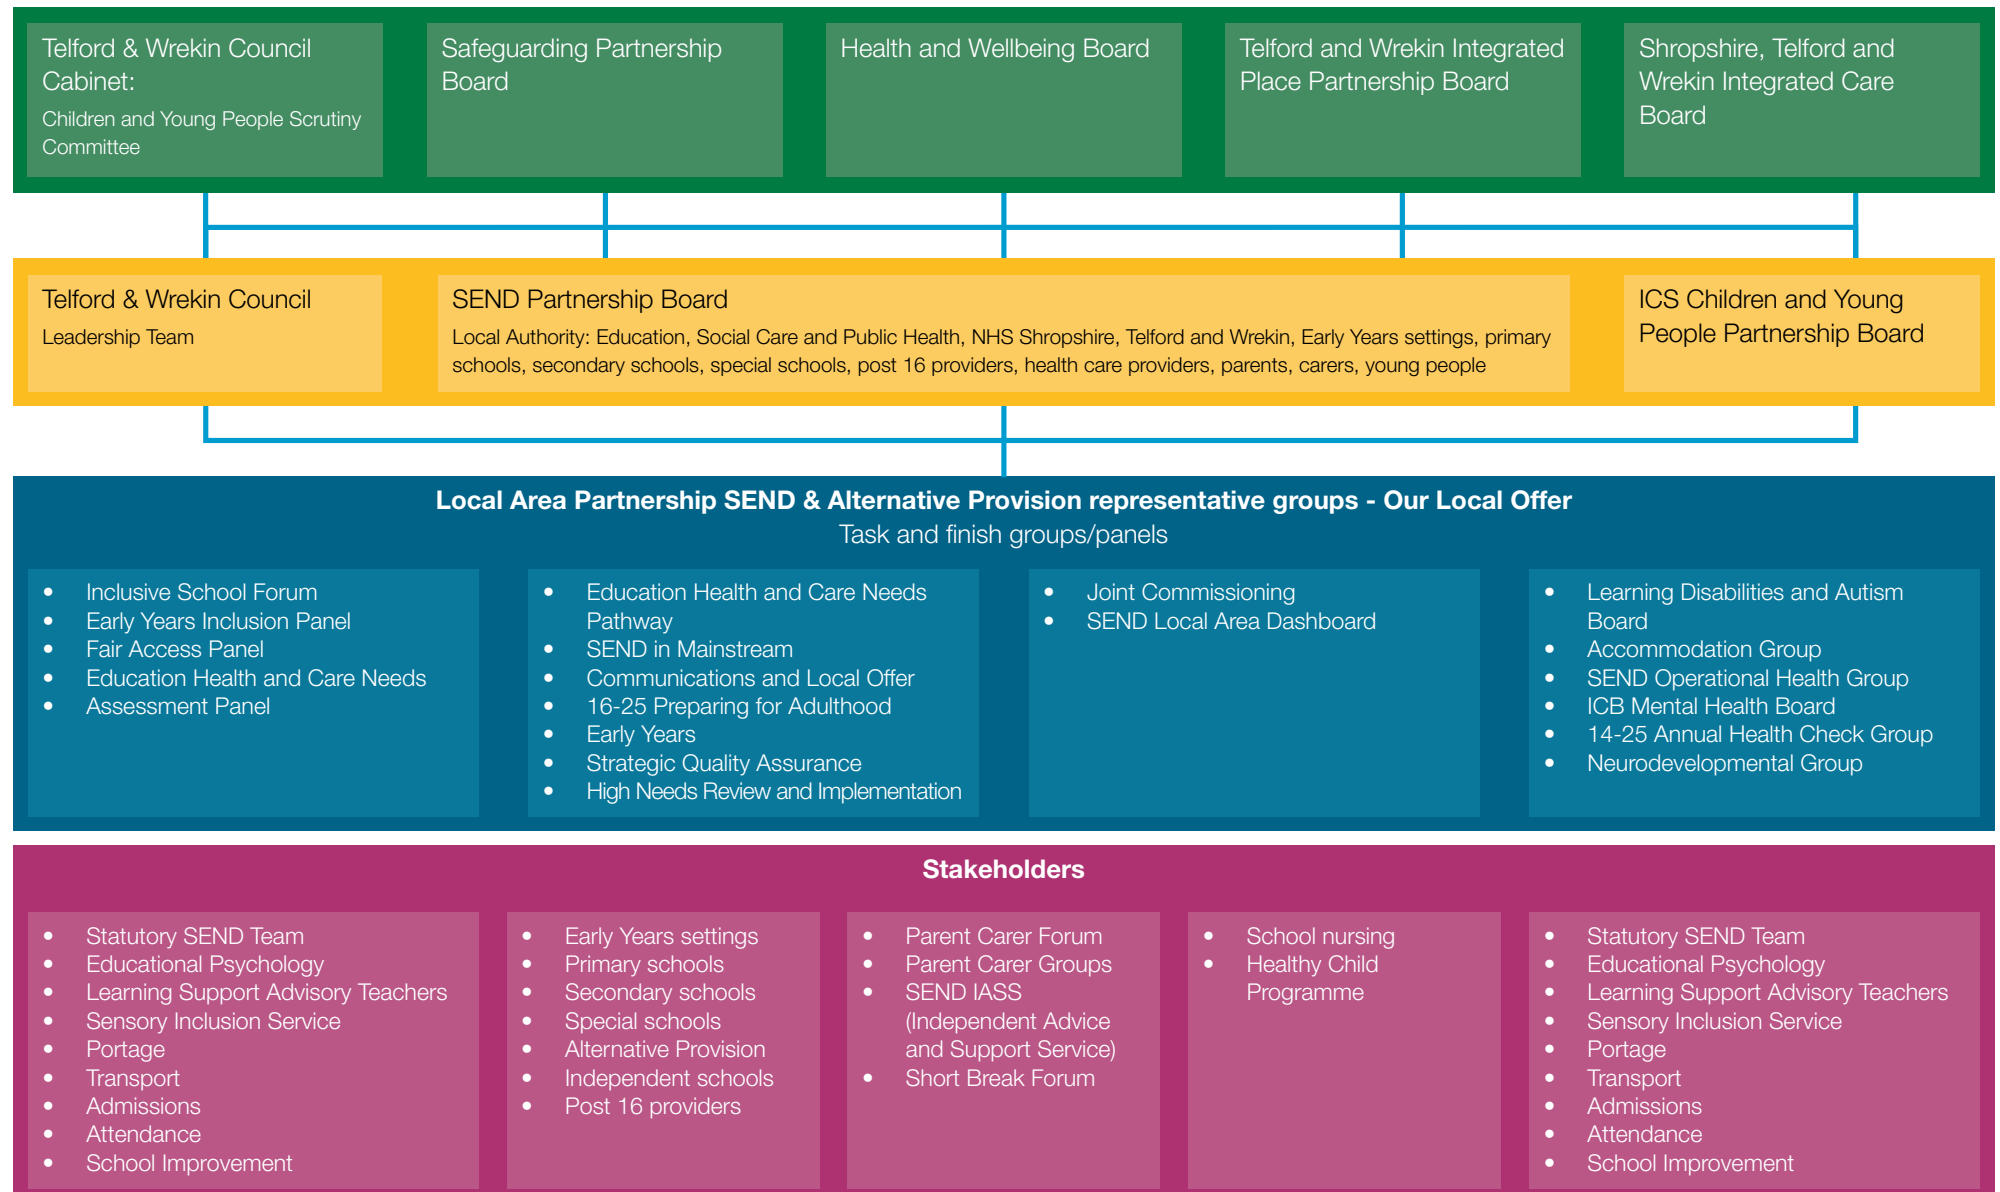 Telford & Wrekin Council
Cabinet:
Children and Young People Scrutiny
Committee
Safeguarding Partnership
Board
Health and Wellbeing Board
Telford and Wrekin Integrated
Place Partnership Board
Shropshire, Telford and
Wrekin Integrated Care
Board
Telford & Wrekin Council
Leadership Team
SEND Partnership Board
Local Authority: Education, Social Care and Public Health, NHS Shropshire, Telford and Wrekin, Early Years settings, primary
schools, secondary schools, special schools, post 16 providers, health care providers, parents, carers, young people
ICS Children and Young
People Partnership Board
Local Area Partnership SEND & Alternative Provision representative groups - Our Local Offer
Task and finish groups/panels
• Inclusive School Forum
• Early Years Inclusion Panel
• Fair Access Panel
• Education Health and Care Needs
• Assessment Panel
• Education Health and Care Needs
Pathway
• SEND in Mainstream
• Communications and Local Offer
• 16-25 Preparing for Adulthood
• Early Years
• Strategic Quality Assurance
• High Needs Review and Implementation
• Joint Commissioning
• SEND Local Area Dashboard
• Learning Disabilities and Autism
Board
• Accommodation Group
• SEND Operational Health Group
• ICB Mental Health Board
• 14-25 Annual Health Check Group
• Neurodevelopmental Group
Stakeholders
• Statutory SEND Team
• Educational Psychology
• Learning Support Advisory Teachers
• Sensory Inclusion Service
• Portage
• Transport
• Admissions
• Attendance
• School Improvement
• Early Years settings
• Primary schools
• Secondary schools
• Special schools
• Alternative Provision
• Independent schools
• Post 16 providers
• Parent Carer Forum
• Parent Carer Groups
• SEND IASS
(Independent Advice
and Support Service)
• Short Break Forum
• School nursing
• Healthy Child
Programme
• Statutory SEND Team
• Educational Psychology
• Learning Support Advisory Teachers
• Sensory Inclusion Service
• Portage
• Transport
• Admissions
• Attendance
• School Improvement